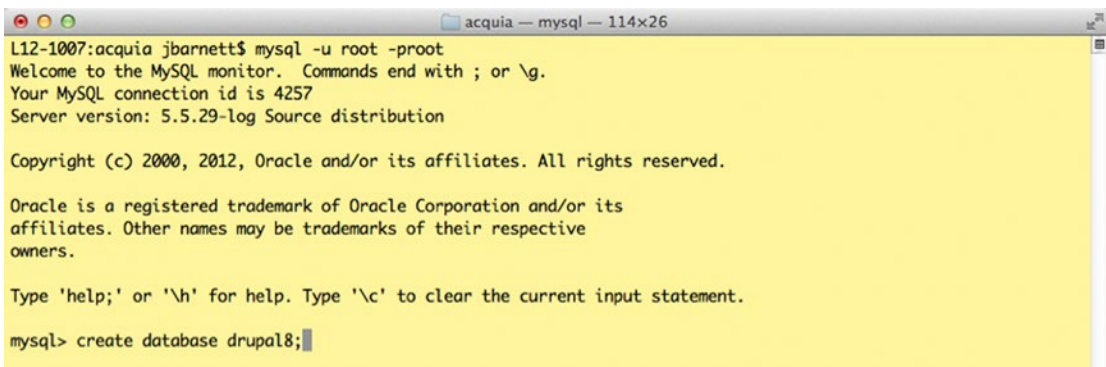 acquia — mysql — 114×26
L12-1007:acquia jbarnett$ mysql -u root -proot
Welcome to the MySQL monitor.  Commands end with ; or \g.
Your MySQL connection id is 4257
Server version: 5.5.29-log Source distribution
Copyright (c) 2000, 2012, Oracle and/or its affiliates. All rights reserved.
Oracle is a registered trademark of Oracle Corporation and/or its
affiliates. Other names may be trademarks of their respective
owners.
Type 'help;' or '\h' for help. Type '\c' to clear the current input statement.
mysql> create database drupal8;